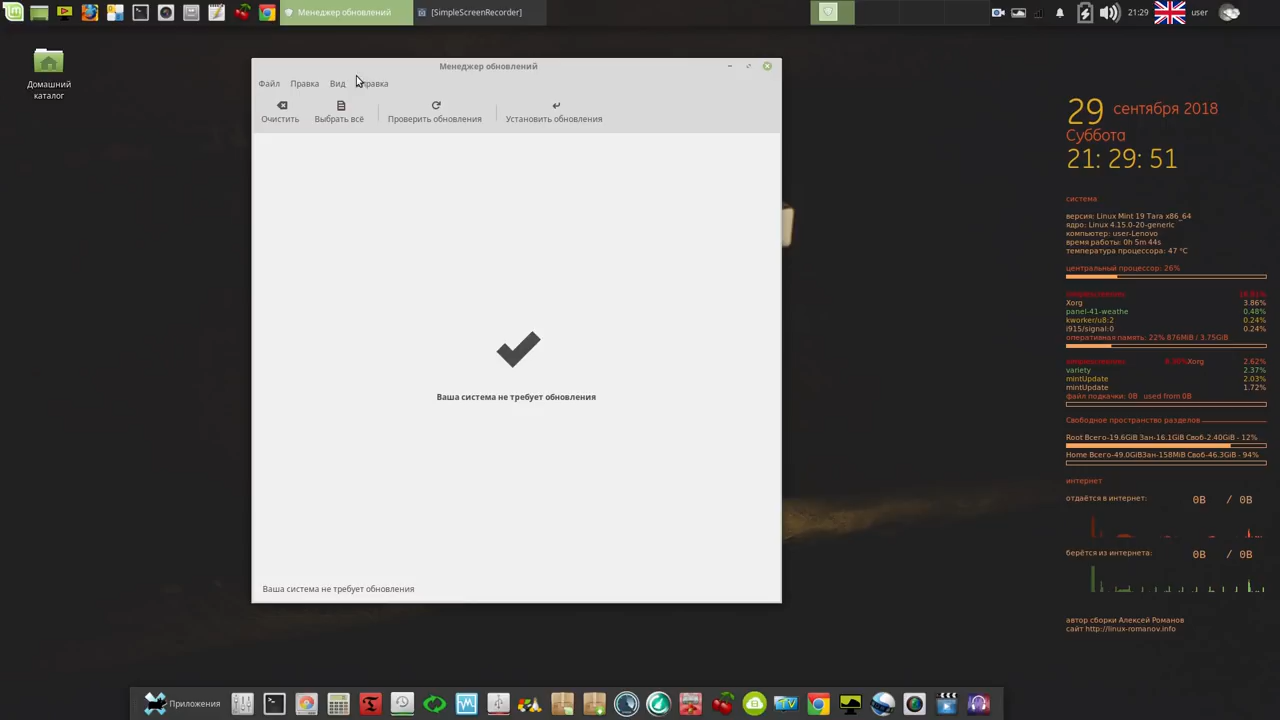 Менеджер обновлений
[SimpleScreenRecorder]
21:29
user
Домашний
каталог
Менеджер обновлений
Файл Правка Вид равка
Очистить Выбрать всё Проверить обновления Установить обновления
Ваша система не требует обновления
Ваша система не требует обновления
29 сентября 2018
Суббота
21: 29: 51
система
версия: Linux Mint 19 Tara x86_64
ядро: Linux 4.15.0-20-generic
компьютер: user-Lenovo
время работы: 0h 5m 44s
температура процессора: 47 °C
центральный процессор: 26%
Xorg 3.86%
panel-41-weathe 0.48%
kworker/u8:2 0.24%
i915/signal:0 0.24%
оперативная память: 22% 876MiB / 3.75GiB
Xorg 2.62%
variety 2.37%
mintUpdate 2.03%
mintUpdate 1.72%
файл подкачки: 0B used from 0B
Свободное пространство разделов
Root Всего-19.6GiB Зан-16.1GiB Своб-2.40GiB - 12%
Home Всего-49.0GiBЗан-158MiB Своб-46.3GiB - 94%
интернет
отдаётся в интернет: 0B / 0B
берётся из интернета: 0B / 0B
автор сборки Алексей Романов
сайт http://linux-romanov.info
Приложения
TV